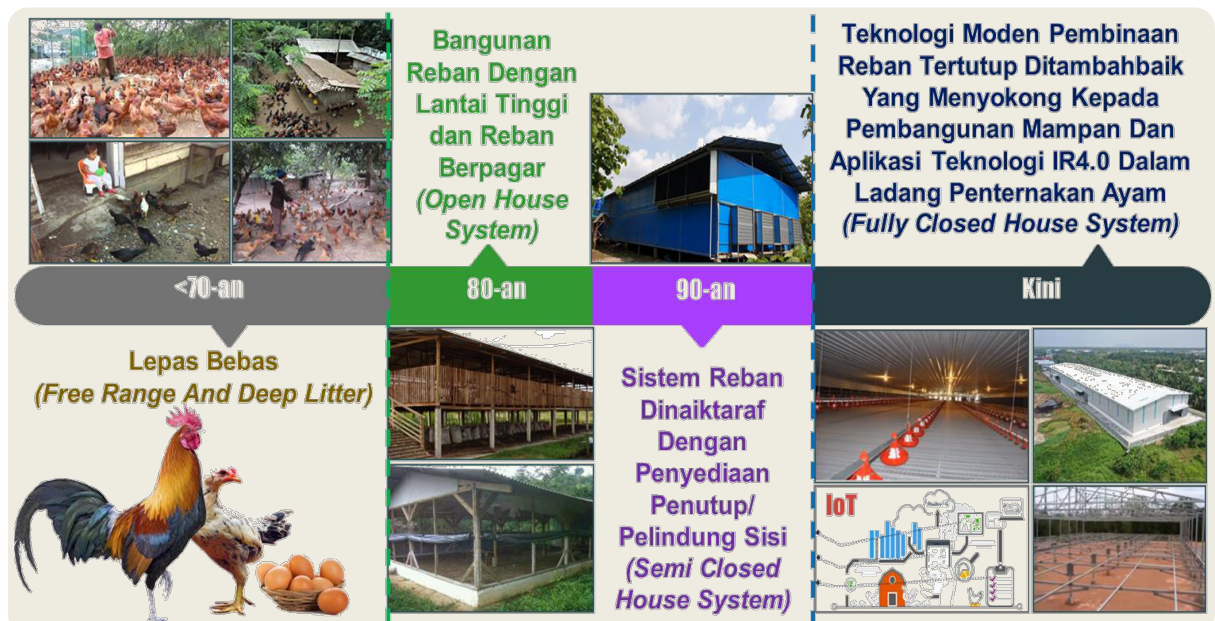 <70-an
Lepas Bebas
(Free Range And Deep Litter)
Bangunan
Reban Dengan
Lantai Tinggi
dan Reban
Berpagar
(Open House
System)
80-an
90-an
Sistem Reban
Dinaiktaraf
Dengan
Penyediaan
Penutup/
Pelindung Sisi
(Semi Closed
House System)
Teknologi Moden Pembinaan
Reban Tertutup Ditambahbaik
Yang Menyokong Kepada
Pembangunan Mampan Dan
Aplikasi Teknologi IR4.0 Dalam
Ladang Penternakan Ayam
(Fully Closed House System)
Kini
IoT